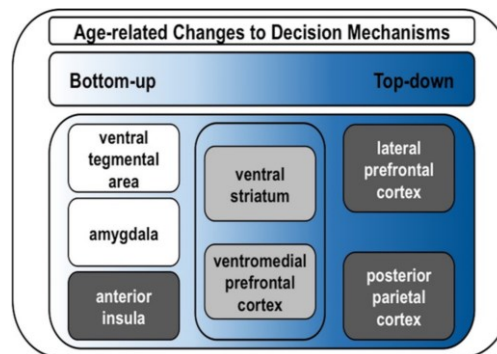 Age-related Changes to Decision Mechanisms
Bottom-up
Top-down
ventral
tegmental
area
amygdala
anterior
insula
ventral
striatum
ventromedial
prefrontal
cortex
lateral
prefrontal
cortex
posterior
parietal
cortex